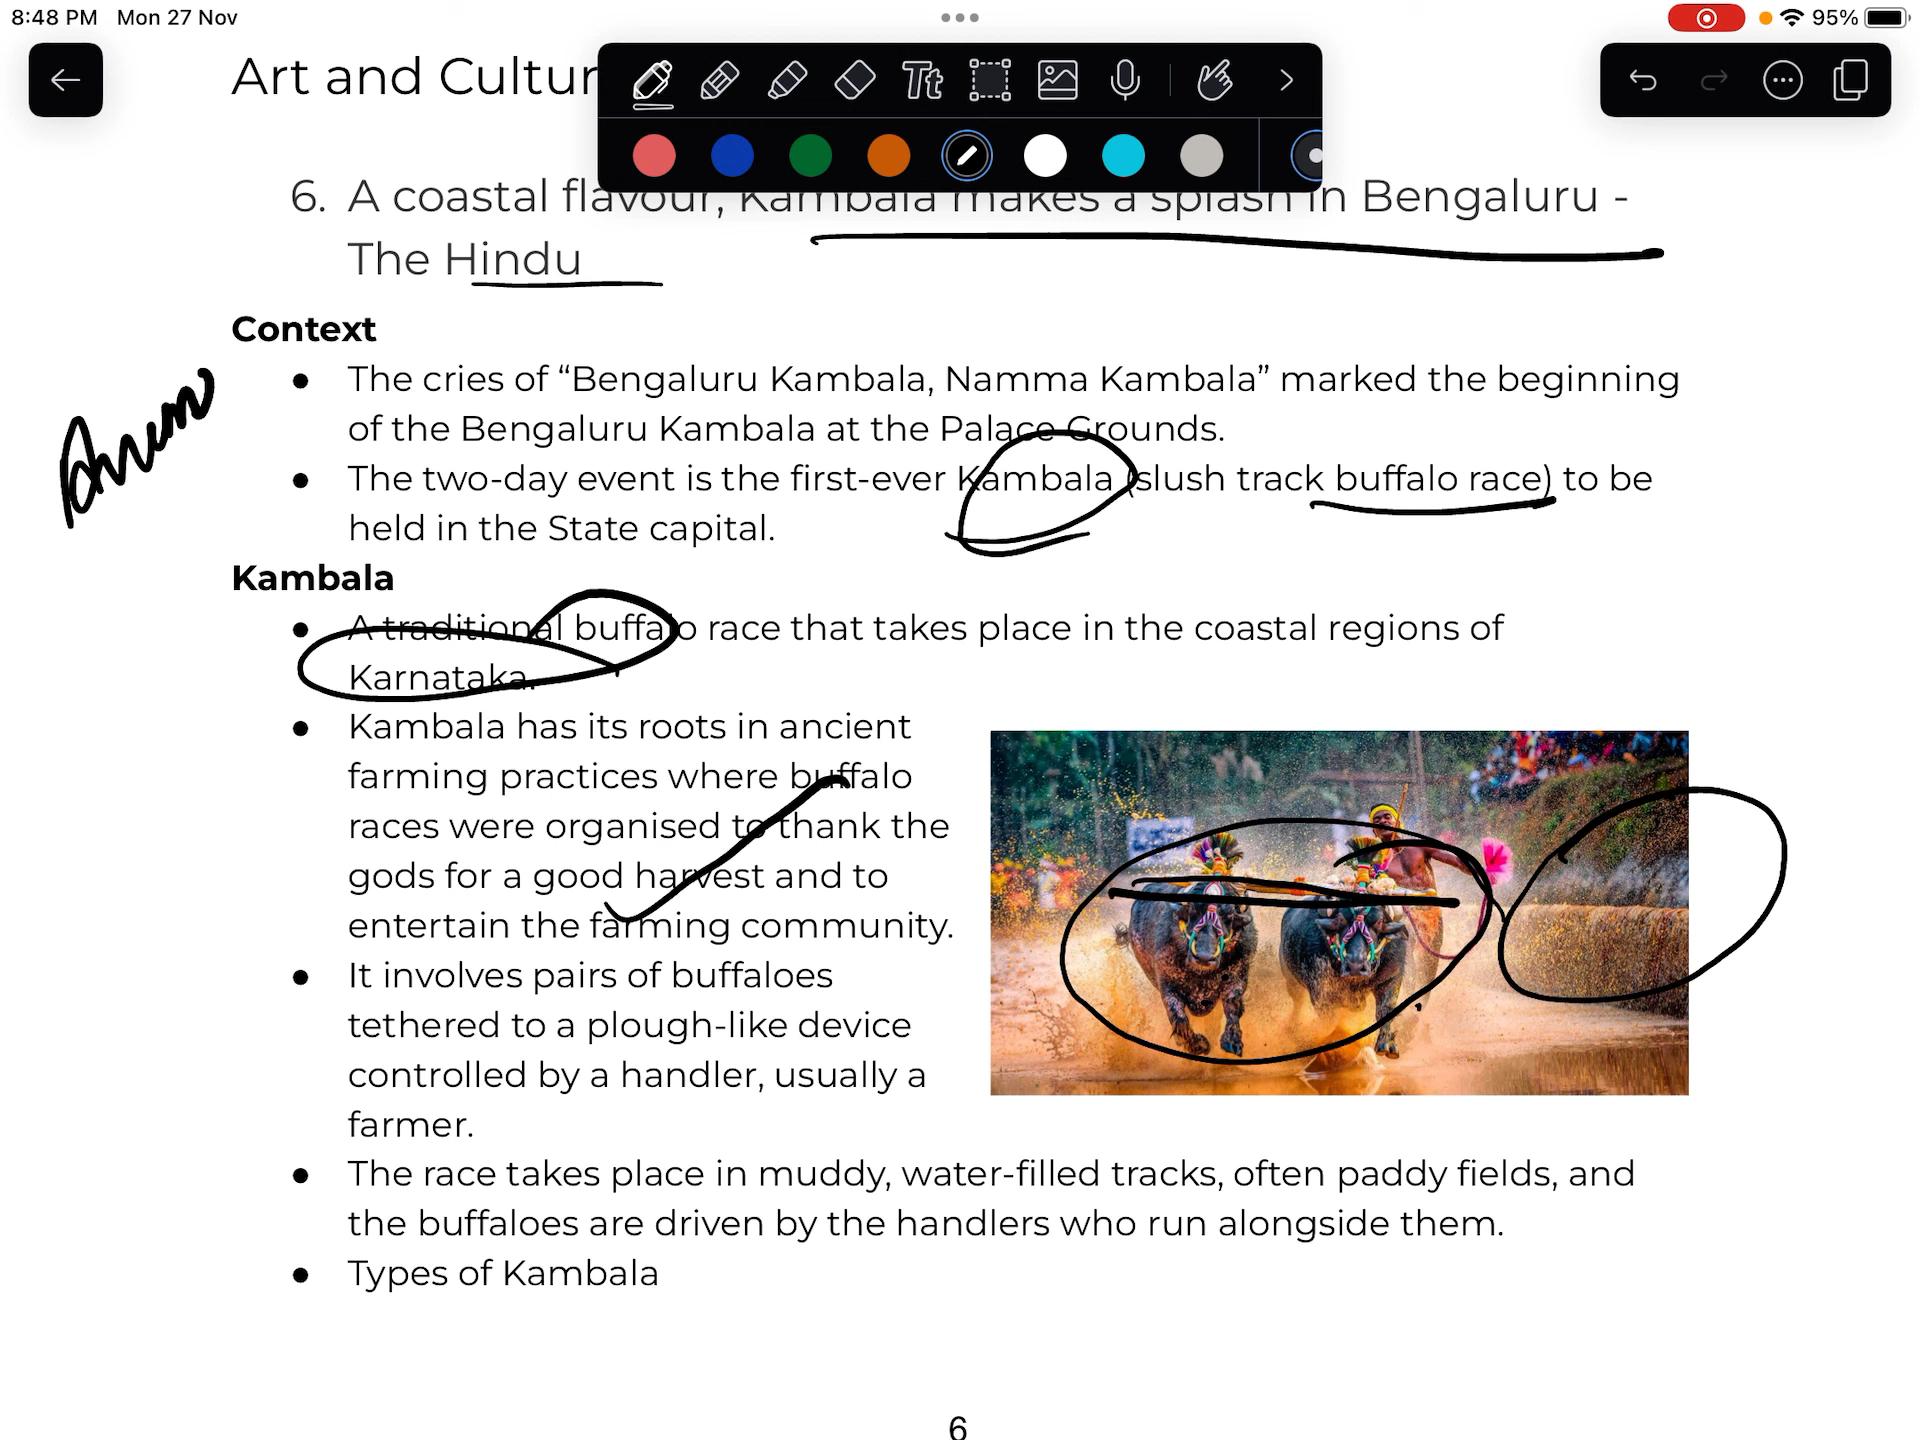 8:48 PM Mon 27 Nov
95%
Art and Cultur
Tt
6. A coastal flavour, Kambala makes a splash in Bengaluru -
The Hindu
Context
● The cries of “Bengaluru Kambala, Namma Kambala” marked the beginning
of the Bengaluru Kambala at the Palace Grounds.
● The two-day event is the first-ever Kambala (slush track buffalo race) to be
held in the State capital.
Kambala
● A traditional buffalo race that takes place in the coastal regions of
Karnataka.
● Kambala has its roots in ancient
farming practices where buffalo
races were organised to thank the
gods for a good harvest and to
entertain the farming community.
● It involves pairs of buffaloes
tethered to a plough-like device
controlled by a handler, usually a
farmer.
● The race takes place in muddy, water-filled tracks, often paddy fields, and
the buffaloes are driven by the handlers who run alongside them.
● Types of Kambala
6